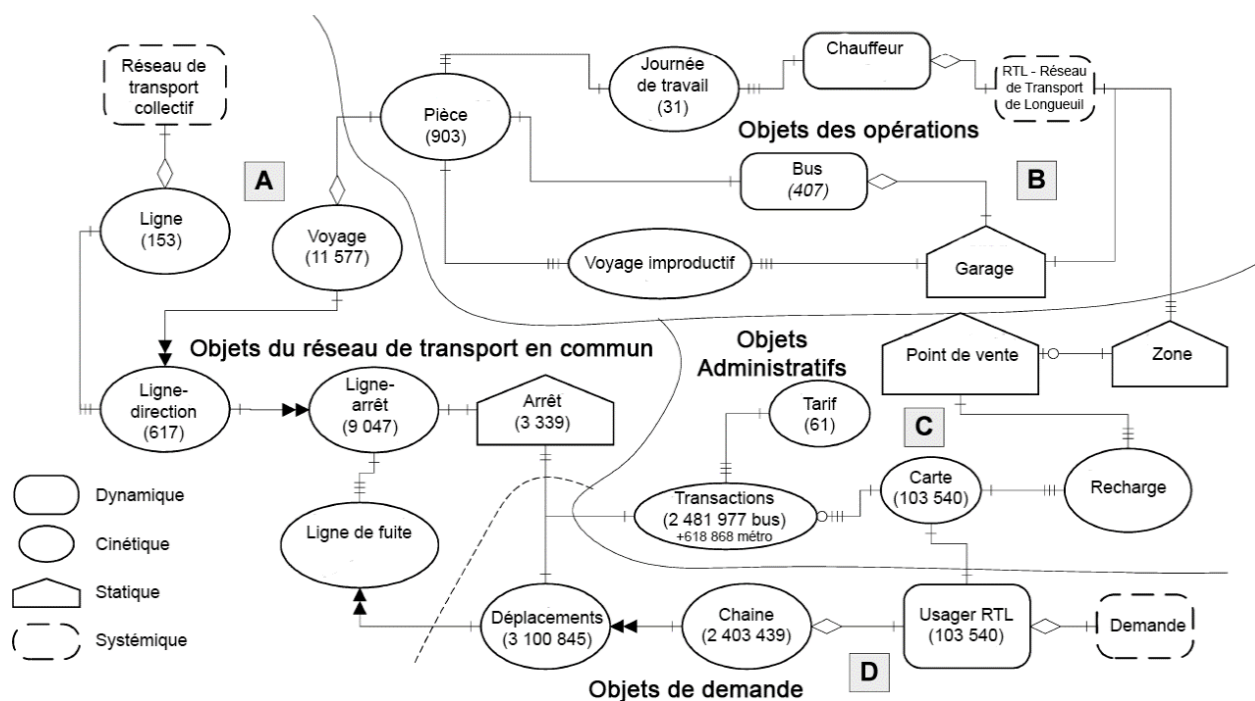 Réseau de
transport
collectif
A
Ligne
(153)
Voyage
(11 577)
Pièce
(903)
Journée
de travail
(31)
Chauffeur
RTL - Réseau
de Transport
de Longueuil
Objets des opérations
Bus
(407)
B
Voyage improductif
Garage
Objets du réseau de transport en commun
Ligne-
direction
(617)
Ligne-
arrêt
(9 047)
Arrêt
(3 339)
Ligne de fuite
Objets
Administratifs
Tarif
(61)
Point de vente
Zone
C
Transactions
(2 481 977 bus)
+618 868 métro
Carte
(103 540)
Recharge
Dynamique
Cinétique
Statique
Systémique
Déplacements
(3 100 845)
Chaine
(2 403 439)
Usager RTL
(103 540)
Demande
D
Objets de demande